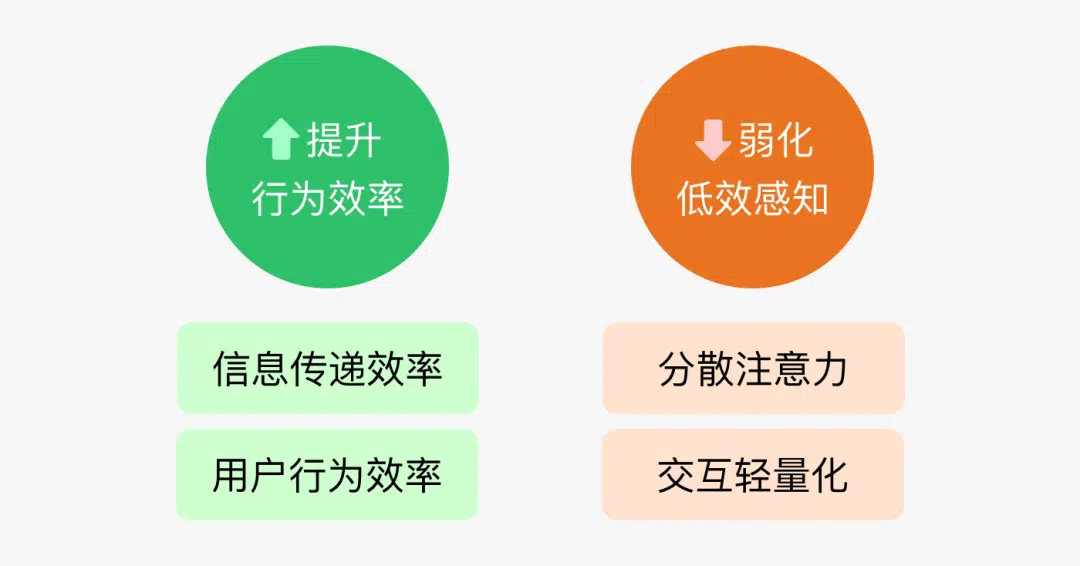 提升
行为效率
信息传递效率
用户行为效率
弱化
低效感知
分散注意力
交互轻量化